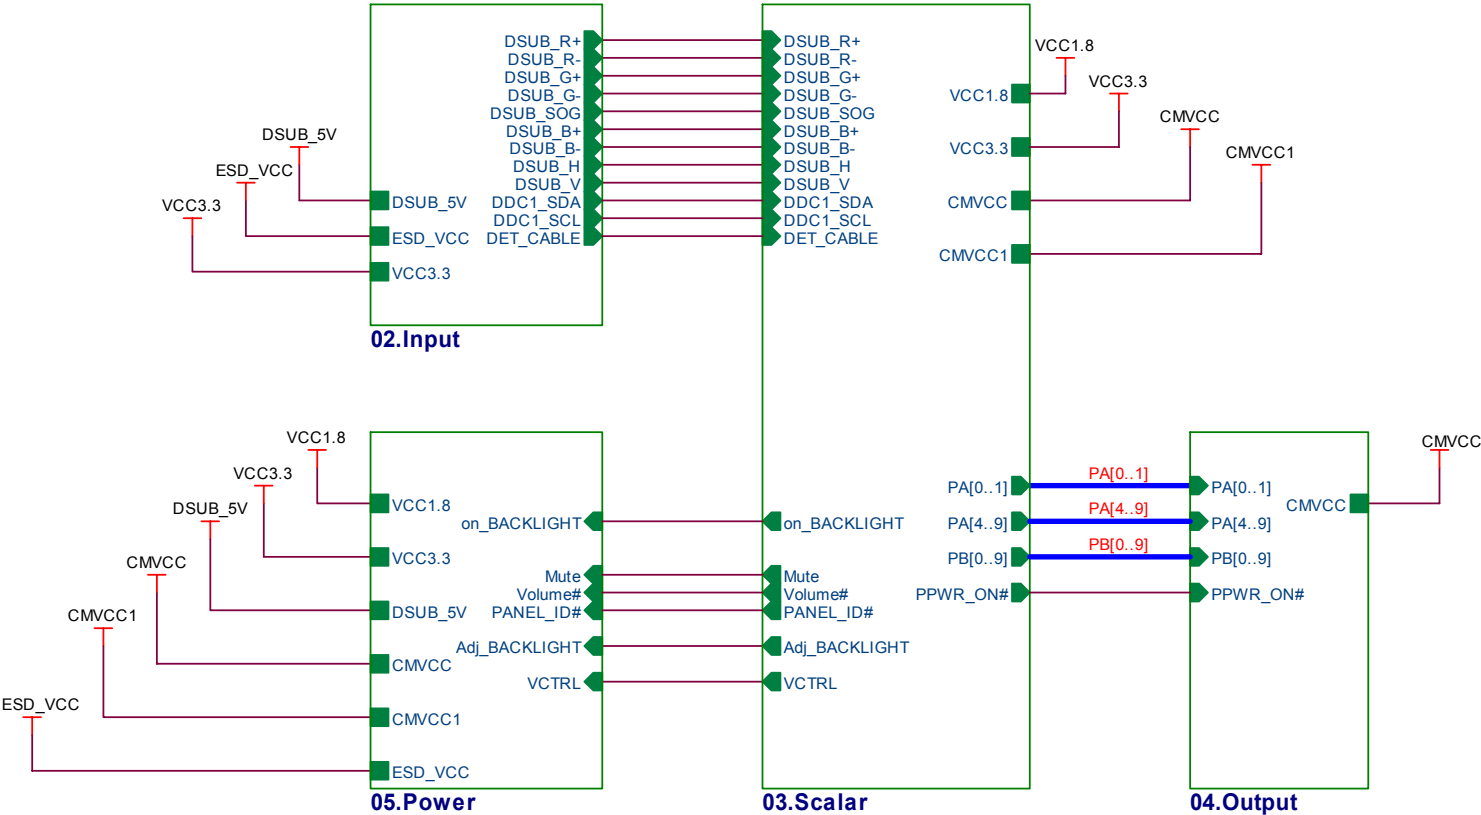 DSUB_5V
ESD_VCC
VCC3.3
DSUB_5V
ESD_VCC
VCC3.3
DSUB_R+
DSUB_R-
DSUB_G+
DSUB_G-
DSUB_SOG
DSUB_B+
DSUB_B-
DSUB_H
DSUB_V
DDC1_SDA
DDC1_SCL
DET_CABLE
02.Input
DSUB_R+
DSUB_R-
DSUB_G+
DSUB_G-
DSUB_SOG
DSUB_B+
DSUB_B-
DSUB_H
DSUB_V
DDC1_SDA
DDC1_SCL
DET_CABLE
VCC1.8
VCC3.3
CMVCC
CMVCC1
VCC1.8
VCC3.3
CMVCC
CMVCC1
VCC1.8
VCC3.3
DSUB_5V
CMVCC
CMVCC1
ESD_VCC
VCC1.8
VCC3.3
DSUB_5V
CMVCC
CMVCC1
ESD_VCC
on_BACKLIGHT
Mute
Volume#
PANEL_ID#
Adj_BACKLIGHT
VCTRL
05.Power
on_BACKLIGHT
Mute
Volume#
PANEL_ID#
Adj_BACKLIGHT
VCTRL
PA[0..1]
PA[4..9]
PB[0..9]
PPWR_ON#
03.Scalar
PA[0..1]
PA[4..9]
PB[0..9]
PA[0..1]
PA[4..9]
PB[0..9]
PPWR_ON#
CMVCC
CMVCC
04.Output